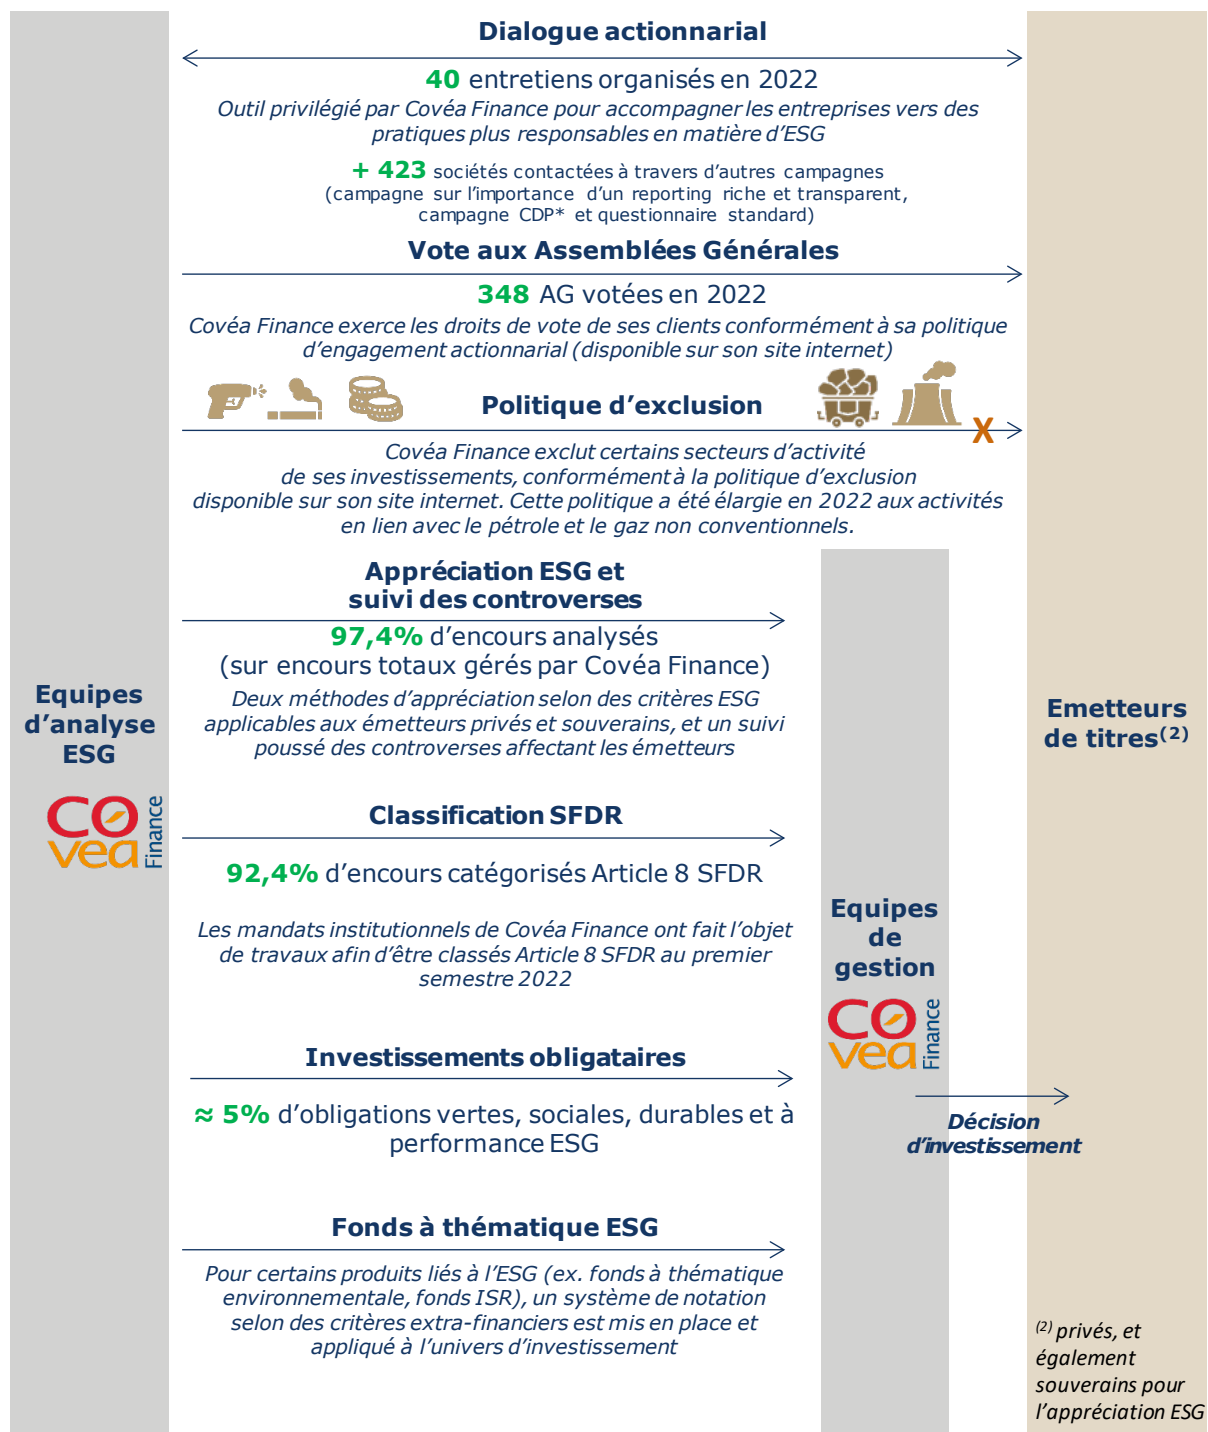 Dialogue actionnarial
40 entretiens organisés en 2022
Outil privilégié par Covéa Finance pour accompagner les entreprises vers des
pratiques plus responsables en matière d'ESG
+ 423 sociétés contactées à travers d'autres campagnes
(campagne sur l'importance d'un reporting riche et transparent,
campagne CDP* et questionnaire standard)
Vote aux Assemblées Générales
348 AG votées en 2022
Covéa Finance exerce les droits de vote de ses clients conformément à sa politique
d'engagement actionnarial (disponible sur son site internet)
Politique d'exclusion
X
Covéa Finance exclut certains secteurs d'activité
de ses investissements, conformément à la politique d'exclusion
disponible sur son site internet. Cette politique a été élargie en 2022 aux activités
en lien avec le pétrole et le gaz non conventionnels.
Appréciation ESG et
suivi des controverses
97,4% d'encours analysés
(sur encours totaux gérés par Covéa Finance)
Deux méthodes d'appréciation selon des critères ESG
applicables aux émetteurs privés et souverains, et un suivi
poussé des controverses affectant les émetteurs
Equipes
d'analyse
ESG
COvéa
Finance
Emetteurs
de titres(2)
Classification SFDR
92,4% d'encours catégorisés Article 8 SFDR
Les mandats institutionnels de Covéa Finance ont fait l'objet
de travaux afin d'être classés Article 8 SFDR au premier
semestre 2022
Equipes
de
gestion
COvéa
Finance
Investissements obligataires
≈ 5% d'obligations vertes, sociales, durables et à
performance ESG
Décision
d'investissement
Fonds à thématique ESG
Pour certains produits liés à l'ESG (ex. fonds à thématique
environnementale, fonds ISR), un système de notation
selon des critères extra-financiers est mis en place et
appliqué à l'univers d'investissement
(2) privés, et
également
souverains pour
l'appréciation ESG